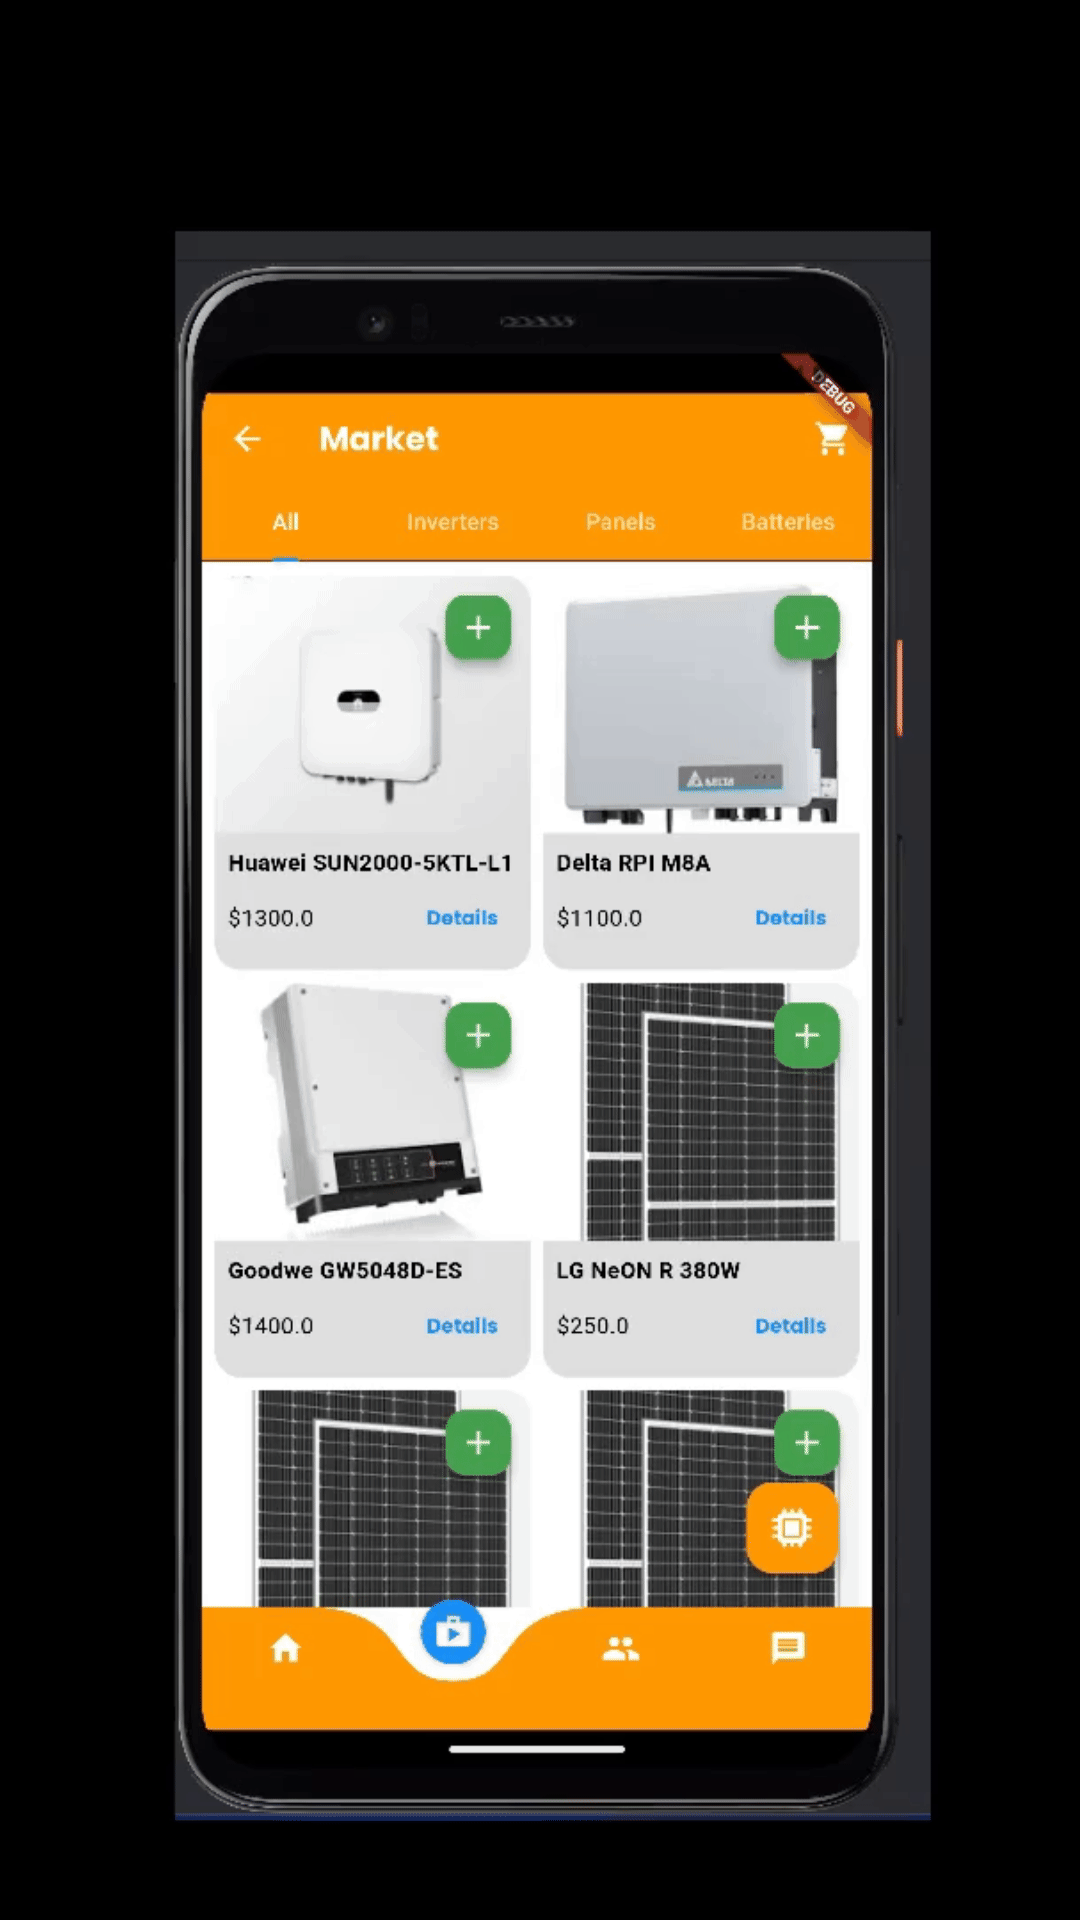 DEBUG
Market
All Inverters Panels Batteries
DELTA
Huawei SUN2000-5KTL-L1
$1300.0 Details
Delta RPI M8A
$1100.0 Details
Goodwe GW5048D-ES
$1400.0 Details
LG NeON R 380W
$250.0 Details